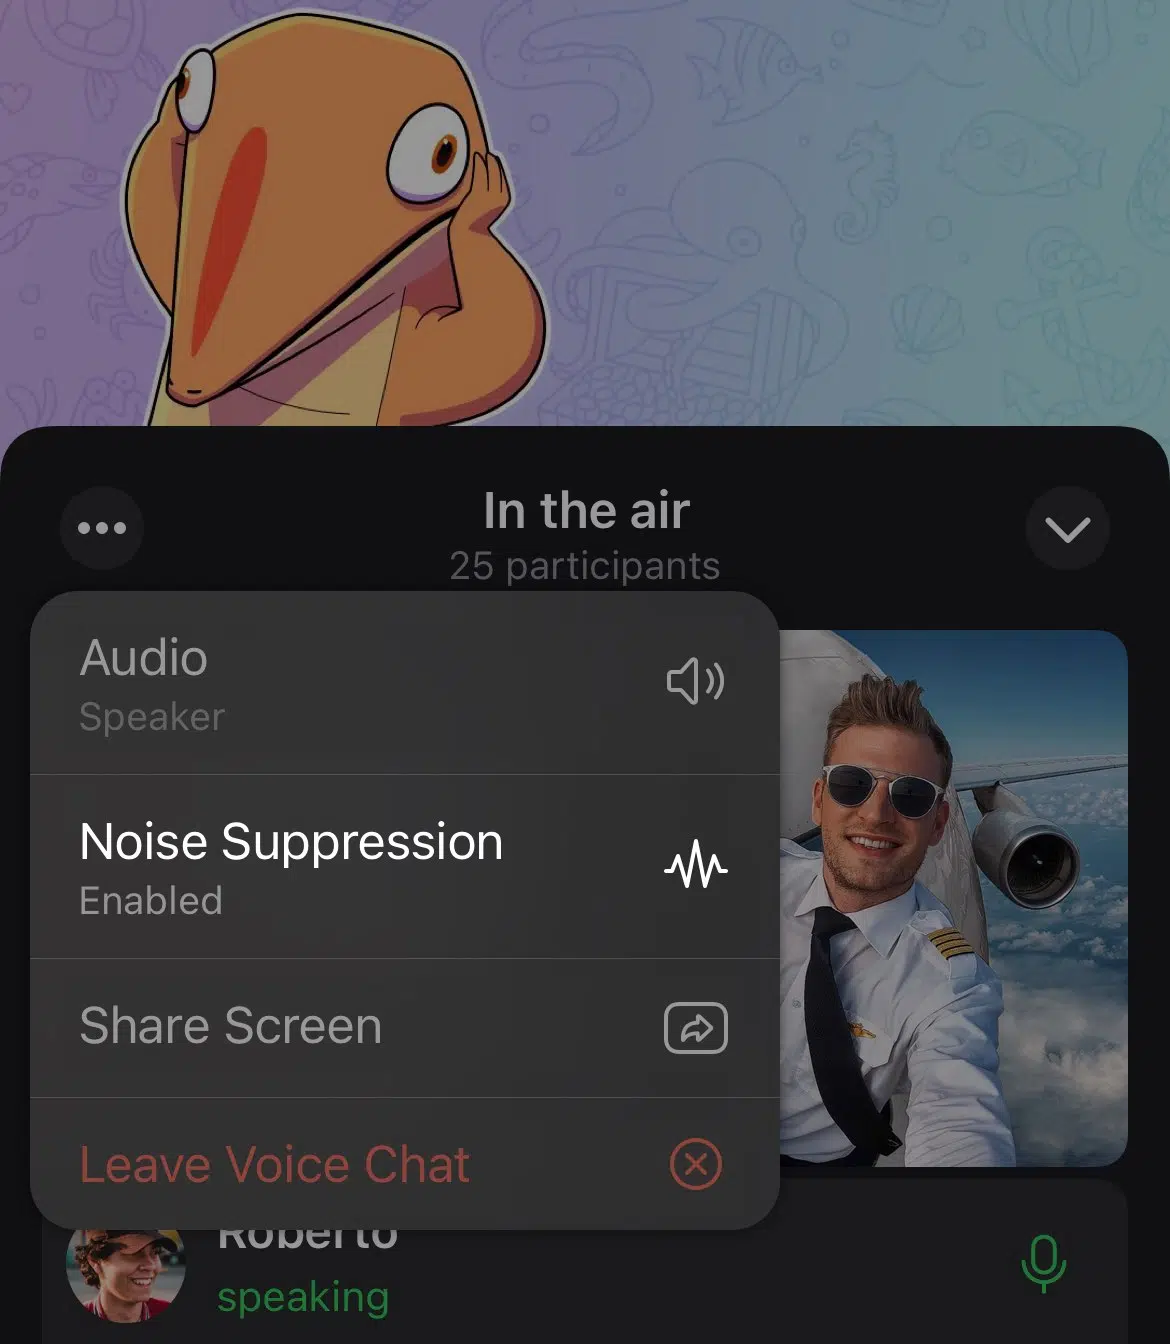 In the air
25 participants
Audio
Speaker
Noise Suppression
Enabled
Share Screen
Leave Voice Chat
Roberto
speaking